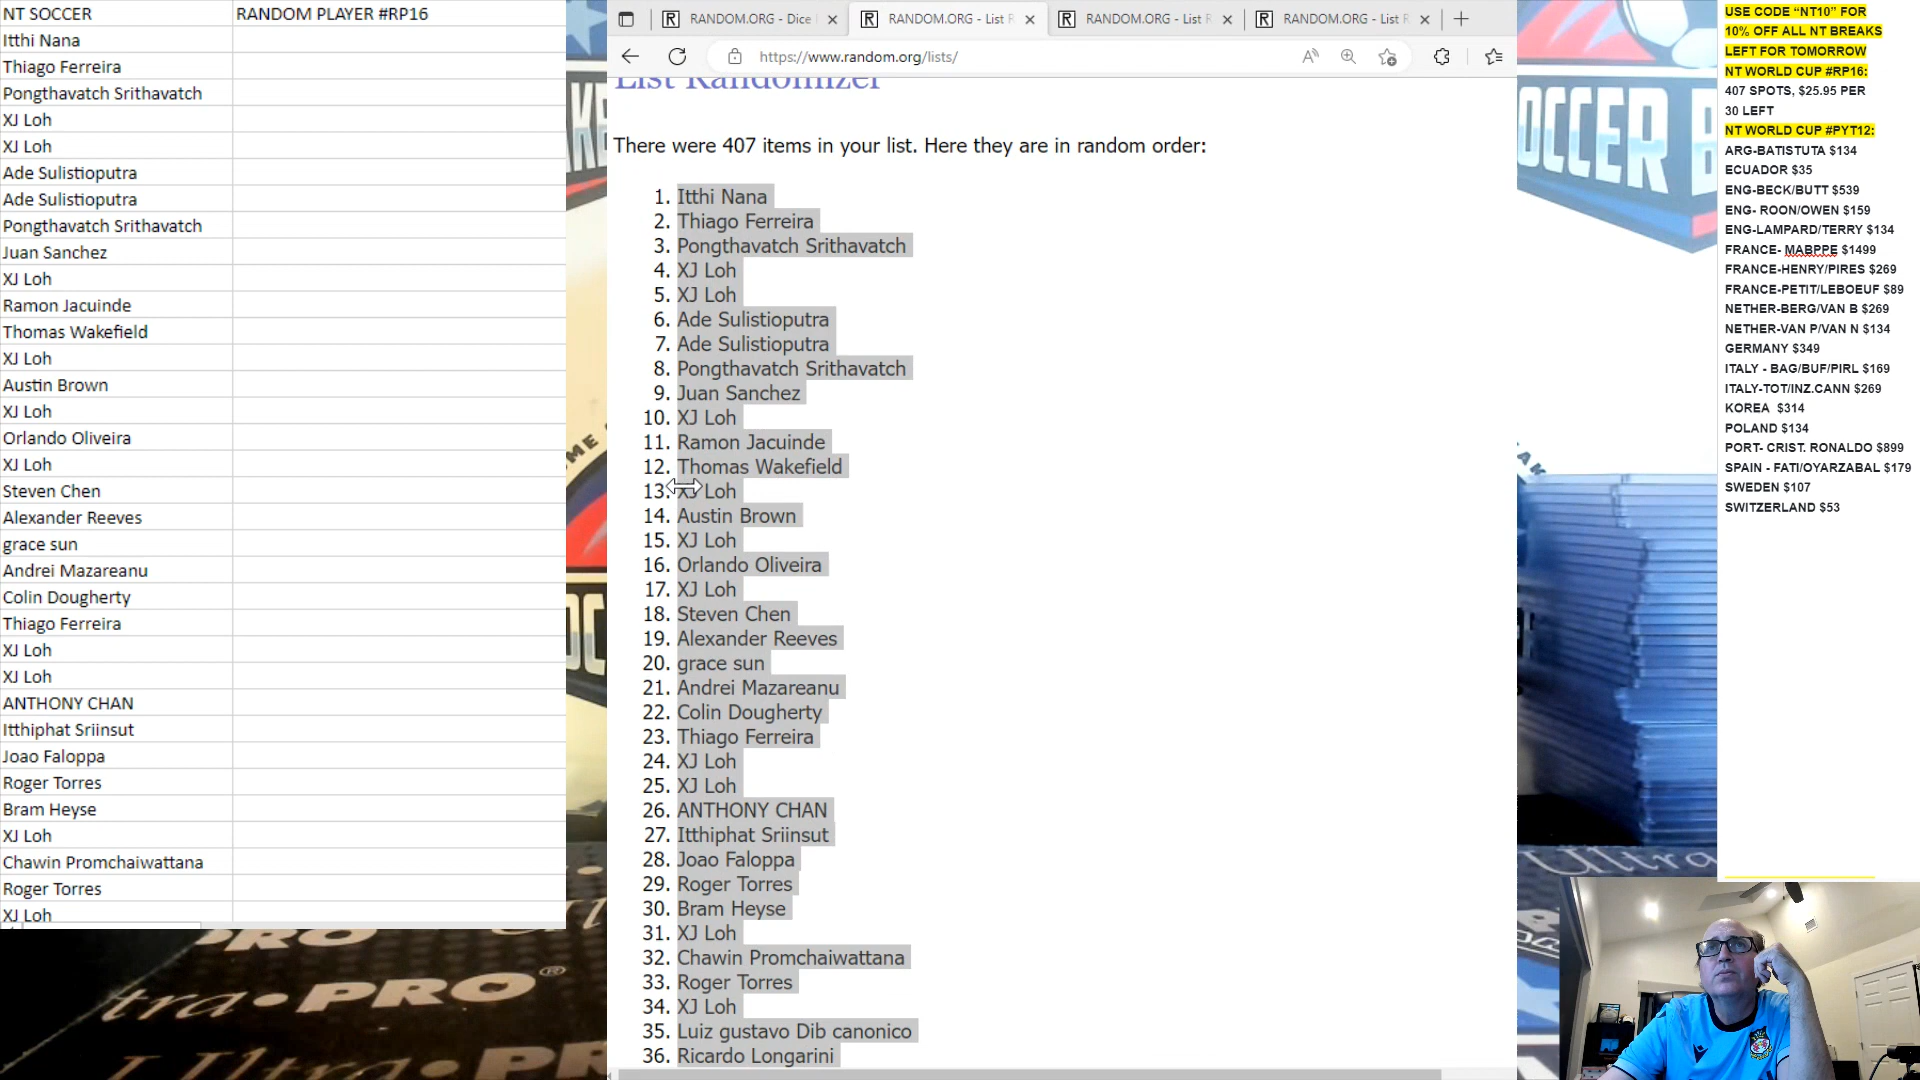 NT SOCCER
RANDOM PLAYER #RP16
Itthi Nana
Thiago Ferreira
Pongthavatch Srithavatch
XJ Loh
XJ Loh
Ade Sulistioputra
Ade Sulistioputra
Pongthavatch Srithavatch
Juan Sanchez
XJ Loh
Ramon Jacuinde
Thomas Wakefield
XJ Loh
Austin Brown
XJ Loh
Orlando Oliveira
XJ Loh
Steven Chen
Alexander Reeves
grace sun
Andrei Mazareanu
Colin Dougherty
Thiago Ferreira
XJ Loh
XJ Loh
ANTHONY CHAN
Itthiphat Sriinsut
Joao Faloppa
Roger Torres
Bram Heyse
XJ Loh
Chawin Promchaiwattana
Roger Torres
XJ Loh
RANDOM.ORG - Dice
RANDOM.ORG - List R
RANDOM.ORG - List R
RANDOM.ORG - List R
https://www.random.org/lists/
List Randomizer
There were 407 items in your list. Here they are in random order:
1. Itthi Nana
2. Thiago Ferreira
3. Pongthavatch Srithavatch
4. XJ Loh
5. XJ Loh
6. Ade Sulistioputra
7. Ade Sulistioputra
8. Pongthavatch Srithavatch
9. Juan Sanchez
10. XJ Loh
11. Ramon Jacuinde
12. Thomas Wakefield
13. XJ Loh
14. Austin Brown
15. XJ Loh
16. Orlando Oliveira
17. XJ Loh
18. Steven Chen
19. Alexander Reeves
20. grace sun
21. Andrei Mazareanu
22. Colin Dougherty
23. Thiago Ferreira
24. XJ Loh
25. XJ Loh
26. ANTHONY CHAN
27. Itthiphat Sriinsut
28. Joao Faloppa
29. Roger Torres
30. Bram Heyse
31. XJ Loh
32. Chawin Promchaiwattana
33. Roger Torres
34. XJ Loh
35. Luiz gustavo Dib canonico
36. Ricardo Longarini
USE CODE “NT10” FOR
10% OFF ALL NT BREAKS
LEFT FOR TOMORROW
NT WORLD CUP #RP16:
407 SPOTS, $25.95 PER
30 LEFT
NT WORLD CUP #PYT12:
ARG-BATISTUTA $134
ECUADOR $35
ENG-BECK/BUTT $539
ENG- ROON/OWEN $159
ENG-LAMPARD/TERRY $134
FRANCE- MABPPE $1499
FRANCE-HENRY/PIRES $269
FRANCE-PETIT/LEBOEUF $89
NETHER-BERG/VAN B $269
NETHER-VAN P/VAN N $134
GERMANY $349
ITALY - BAG/BUF/PIRL $169
ITALY-TOT/INZ.CANN $269
KOREA  $314
POLAND $134
PORT- CRIST. RONALDO $899
SPAIN - FATI/OYARZABAL $179
SWEDEN $107
SWITZERLAND $53
SOCCER B
PRO
tra•PRO®
Ultra